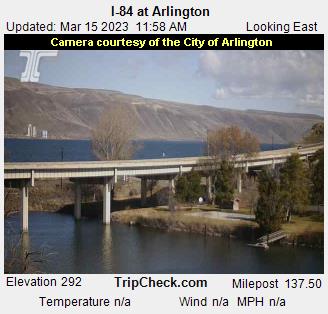 I-84 at Arlington
Updated: Mar 15 2023 11:58 AM Looking East
Camera courtesy of the City of Arlington
Elevation 292 TripCheck.com Milepost 137.50
Temperature n/a Wind n/a MPH n/a